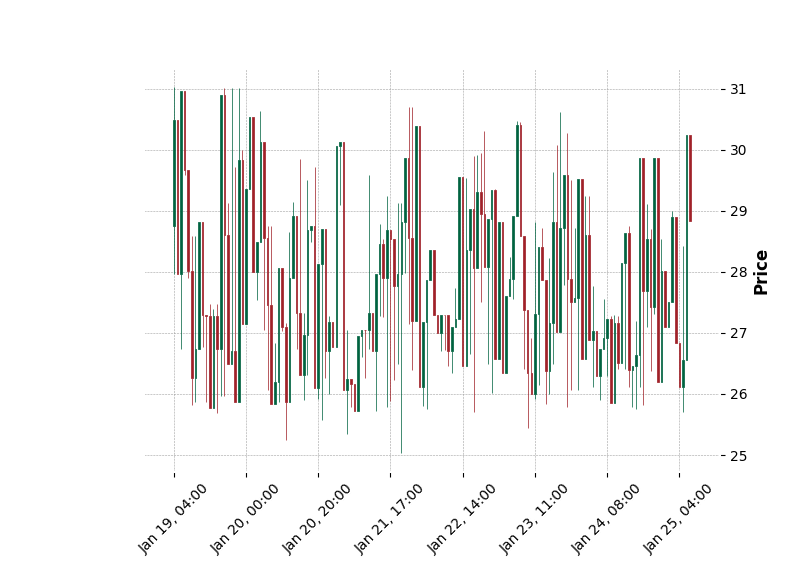 31
30
29
28
27
26
25
Price
Jan 19, 04:00
Jan 20, 00:00
Jan 20, 20:00
Jan 21, 17:00
Jan 22, 14:00
Jan 23, 11:00
Jan 24, 08:00
Jan 25, 04:00